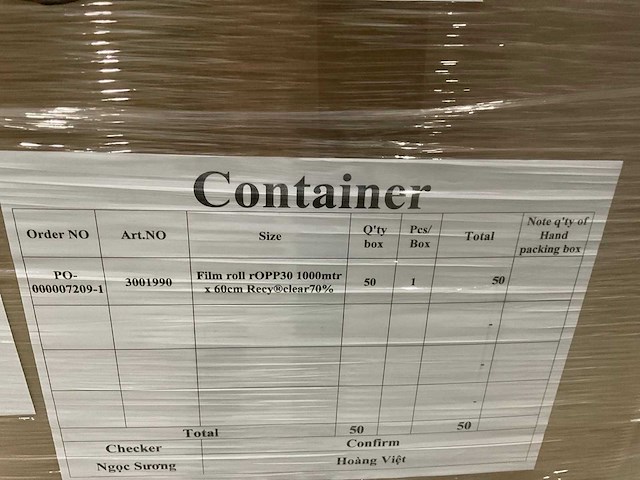 Container
Order NO Art.NO Size Q'ty box Pcs/ Box Total Note q'ty of Hand packing box
PO-000007209-1 3001990 Film roll rOPP30 1000mtr x 60cm Recy®clear70% 50 1 50
-
-
-
Total 50 50
Checker Confirm
Ngọc Sương Hoàng Việt